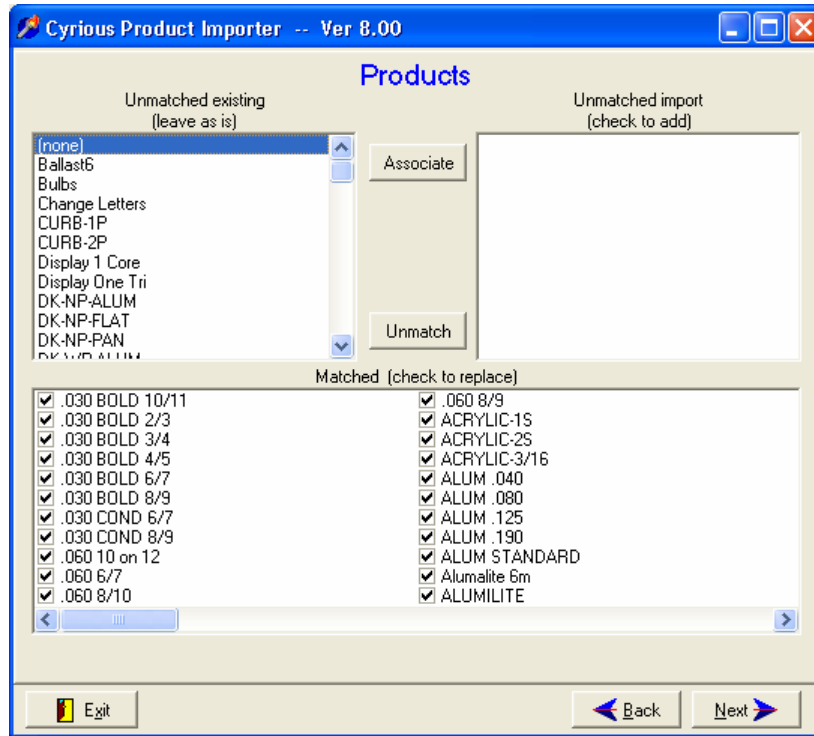 Cyrious Product Importer -- Ver 8.00
Products
Unmatched existing
(leave as is)
Unmatched import
(check to add)
(none)
Ballast6
Bulbs
Change Letters
CURB-1P
CURB-2P
Display 1 Core
Display One Tri
DK-NP-ALUM
DK-NP-FLAT
DK-NP-PAN
Associate
Unmatch
Matched (check to replace)
.030 BOLD 10/11
.030 BOLD 2/3
.030 BOLD 3/4
.030 BOLD 4/5
.030 BOLD 6/7
.030 BOLD 8/9
.030 COND 6/7
.030 COND 8/9
.060 10 on 12
.060 6/7
.060 8/10
.060 8/9
ACRYLIC-1S
ACRYLIC-2S
ACRYLIC-3/16
ALUM .040
ALUM .080
ALUM .125
ALUM .190
ALUM STANDARD
Alumalite 6m
ALUMILITE
Exit
Back
Next